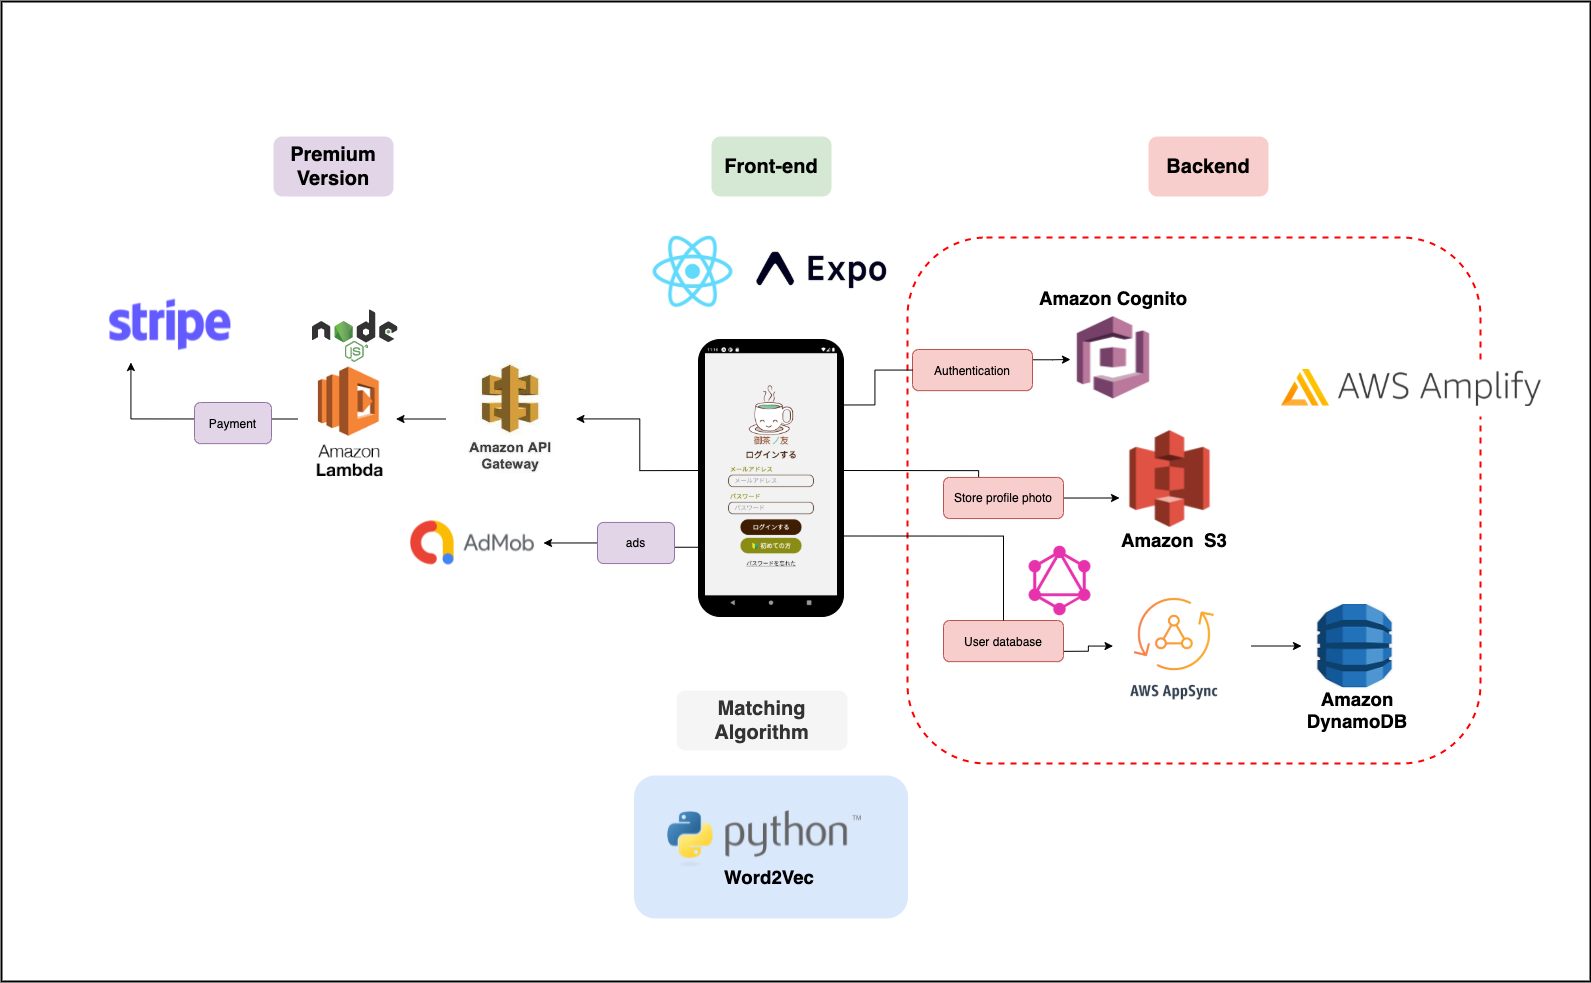 Premium
Version
Front-end
Backend
Expo
Amazon Cognito
stripe
node
JS
Authentication
AWS Amplify
Payment
Amazon
Lambda
Amazon API
Gateway
11:14
御茶ノ友
ログインする
メールアドレス
メールアドレス
パスワード
パスワード
ログインする
初めての方
パスワードを忘れた
Store profile photo
Amazon S3
AdMob
ads
User database
AWS AppSync
Amazon
DynamoDB
Matching
Algorithm
python™
Word2Vec